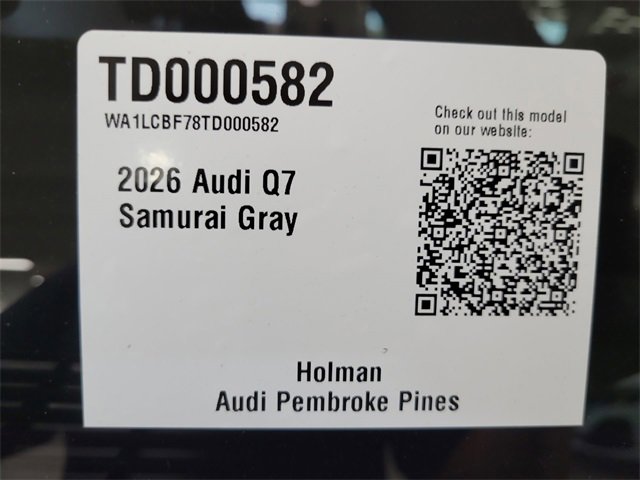 TD000582
WA1LCBF78TD000582
Check out this model
on our website:
2026 Audi Q7
Samurai Gray
Holman
Audi Pembroke Pines